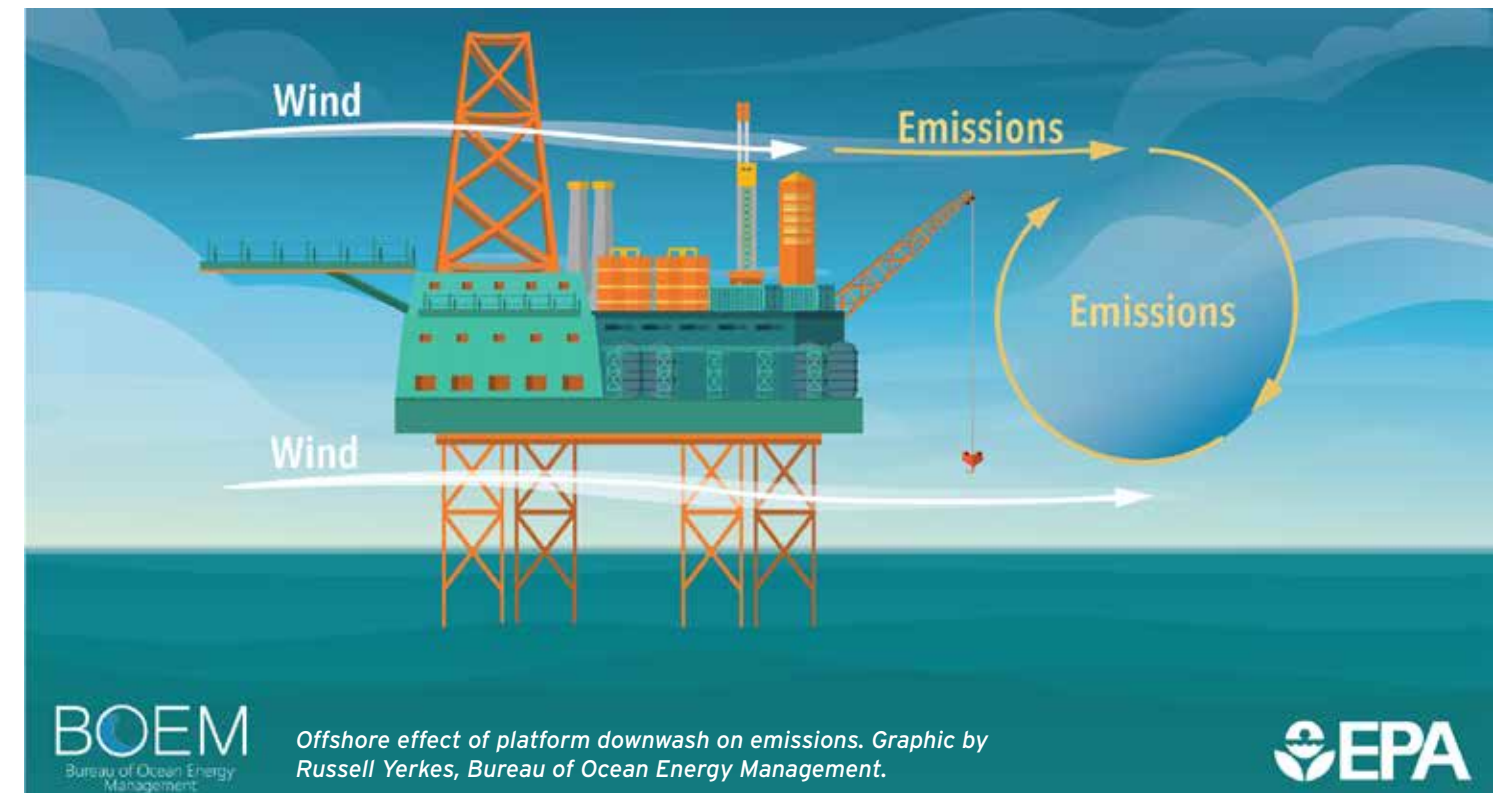 Wind
Emissions
Emissions
Wind
BOEM
Bureau of Ocean Energy
Management
Offshore effect of platform downwash on emissions. Graphic by
Russell Yerkes, Bureau of Ocean Energy Management.
EPA